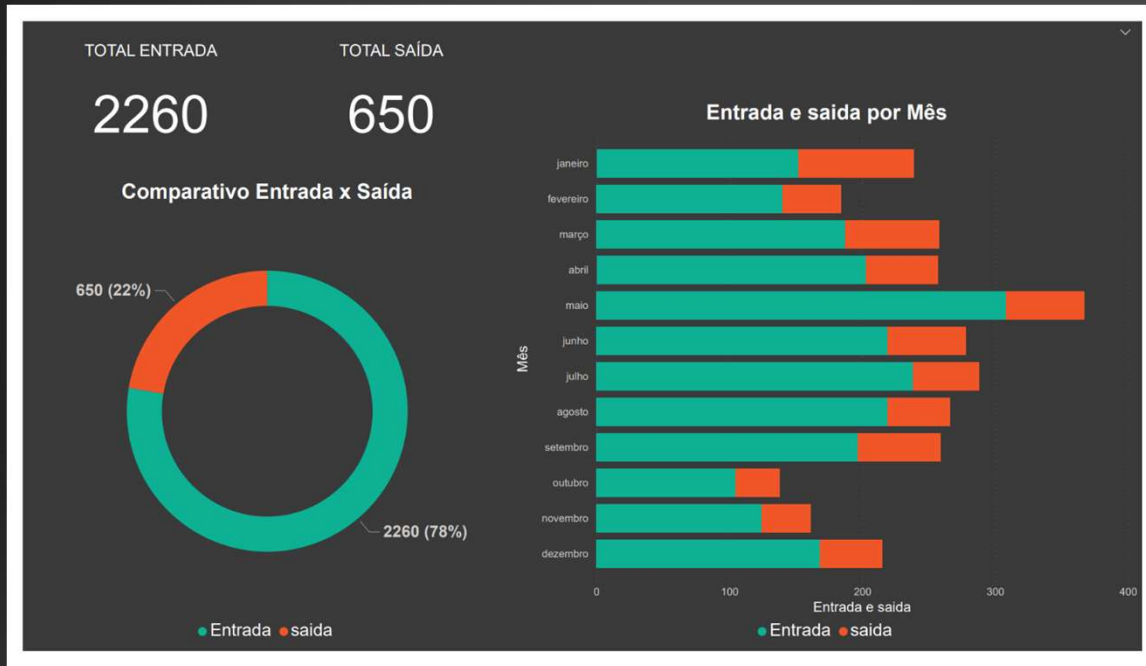 TOTAL ENTRADA
2260
TOTAL SAÍDA
650
Comparativo Entrada x Saída
650 (22%)
2260 (78%)
Entrada saida
Entrada e saida por Mês
Mês
janeiro
fevereiro
março
abril
maio
junho
julho
agosto
setembro
outubro
novembro
dezembro
0 100 200 300 400
Entrada e saida
Entrada saida